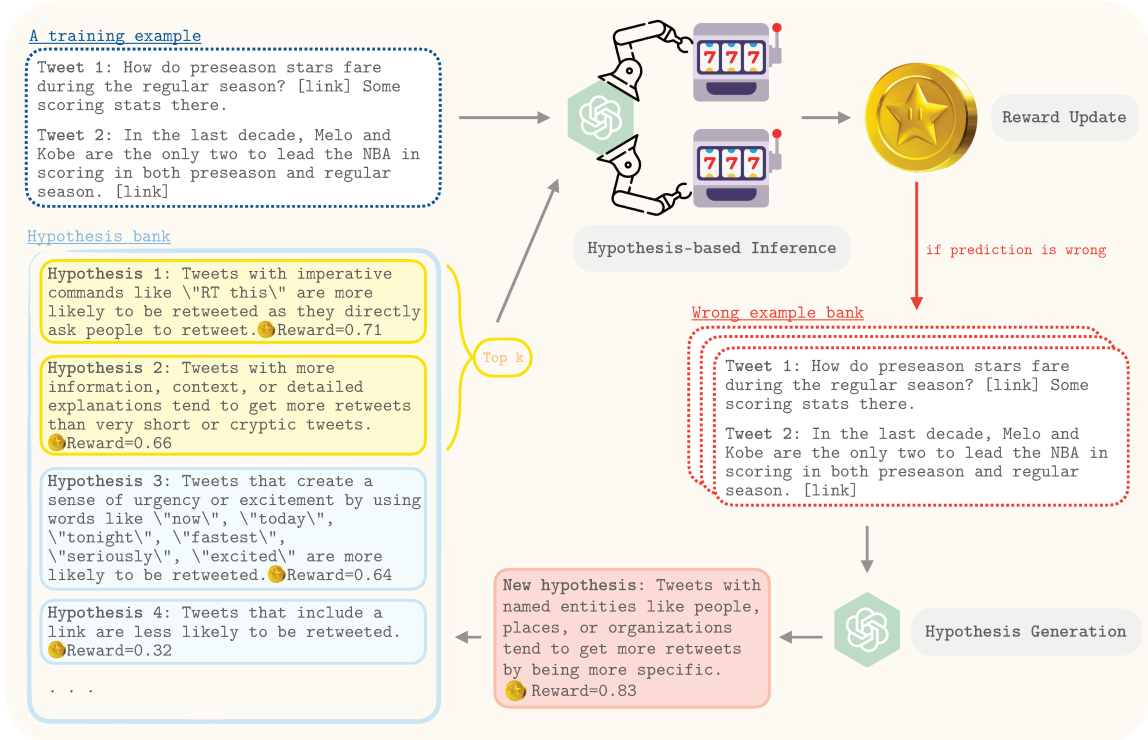 A training example
Tweet 1: How do preseason stars fare
during the regular season? [link] Some
scoring stats there.
Tweet 2: In the last decade, Melo and
Kobe are the only two to lead the NBA in
scoring in both preseason and regular
season. [link]
777
777
Reward Update
Hypothesis-based Inference
if prediction is wrong
Hypothesis bank
Hypothesis 1: Tweets with imperative
commands like \"RT this\" are more
likely to be retweeted as they directly
ask people to retweet. Reward=0.71
Hypothesis 2: Tweets with more
information, context, or detailed
explanations tend to get more retweets
than very short or cryptic tweets.
Reward=0.66
Hypothesis 3: Tweets that create a
sense of urgency or excitement by using
words like \"now\", \"today\",
\"tonight\", \"fastest\",
\"seriously\", \"excited\" are more
likely to be retweeted. Reward=0.64
Hypothesis 4: Tweets that include a
link are less likely to be retweeted.
Reward=0.32
. . .
Top k
Wrong example bank
Tweet 1: How do preseason stars fare
during the regular season? [link] Some
scoring stats there.
Tweet 2: In the last decade, Melo and
Kobe are the only two to lead the NBA in
scoring in both preseason and regular
season. [link]
Hypothesis Generation
New hypothesis: Tweets with
named entities like people,
places, or organizations
tend to get more retweets
by being more specific.
Reward=0.83